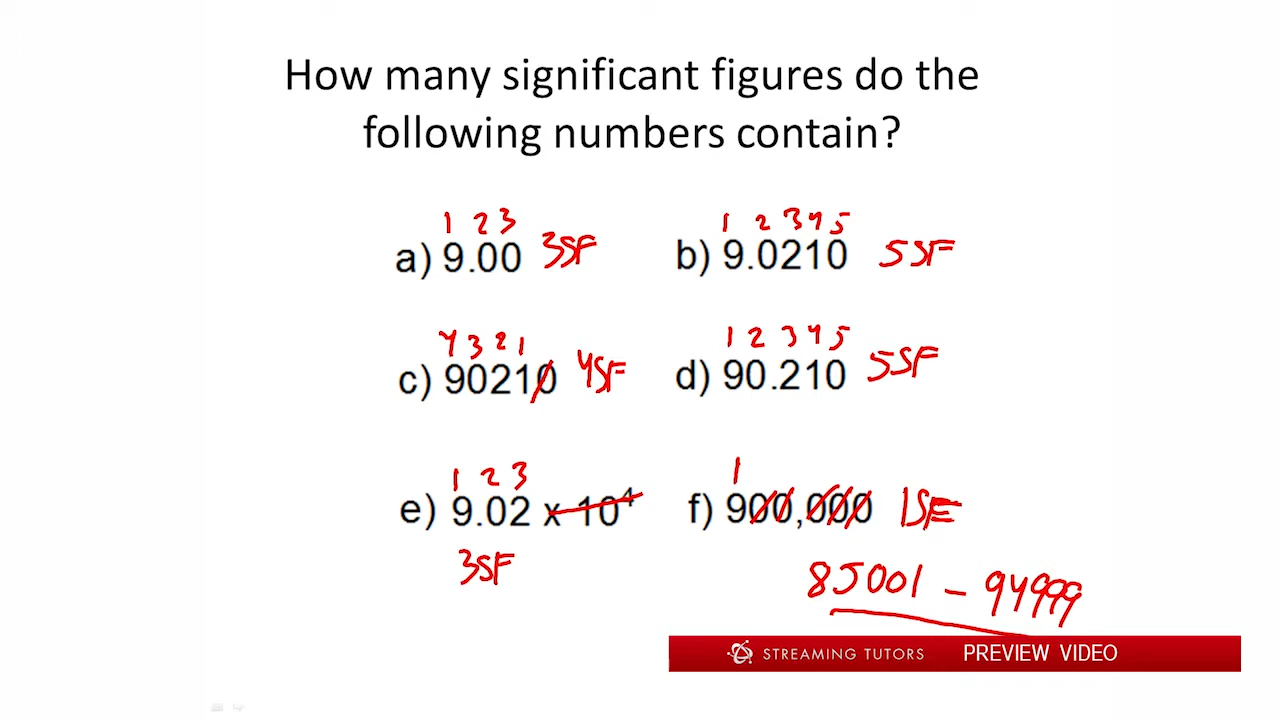 How many significant figures do the
following numbers contain?
1 2 3
a) 9.00 3SF
1 2 3 4 5
b) 9.0210 5SF
4 3 2 1
c) 90210 4SF
1 2 3 4 5
d) 90.210 5SF
1 2 3
e) 9.02 x 10⁴
3SF
1
f) 900,000 1SF
85001 - 94999
STREAMING TUTORS PREVIEW VIDEO